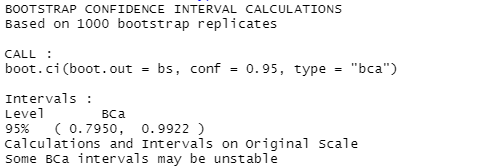 BOOTSTRAP CONFIDENCE INTERVAL CALCULATIONS
Based on 1000 bootstrap replicates
CALL :
boot.ci(boot.out = bs, conf = 0.95, type = "bca")
Intervals :
Level      BCa
95%   ( 0.7950,  0.9922 )
Calculations and Intervals on Original Scale
Some BCa intervals may be unstable